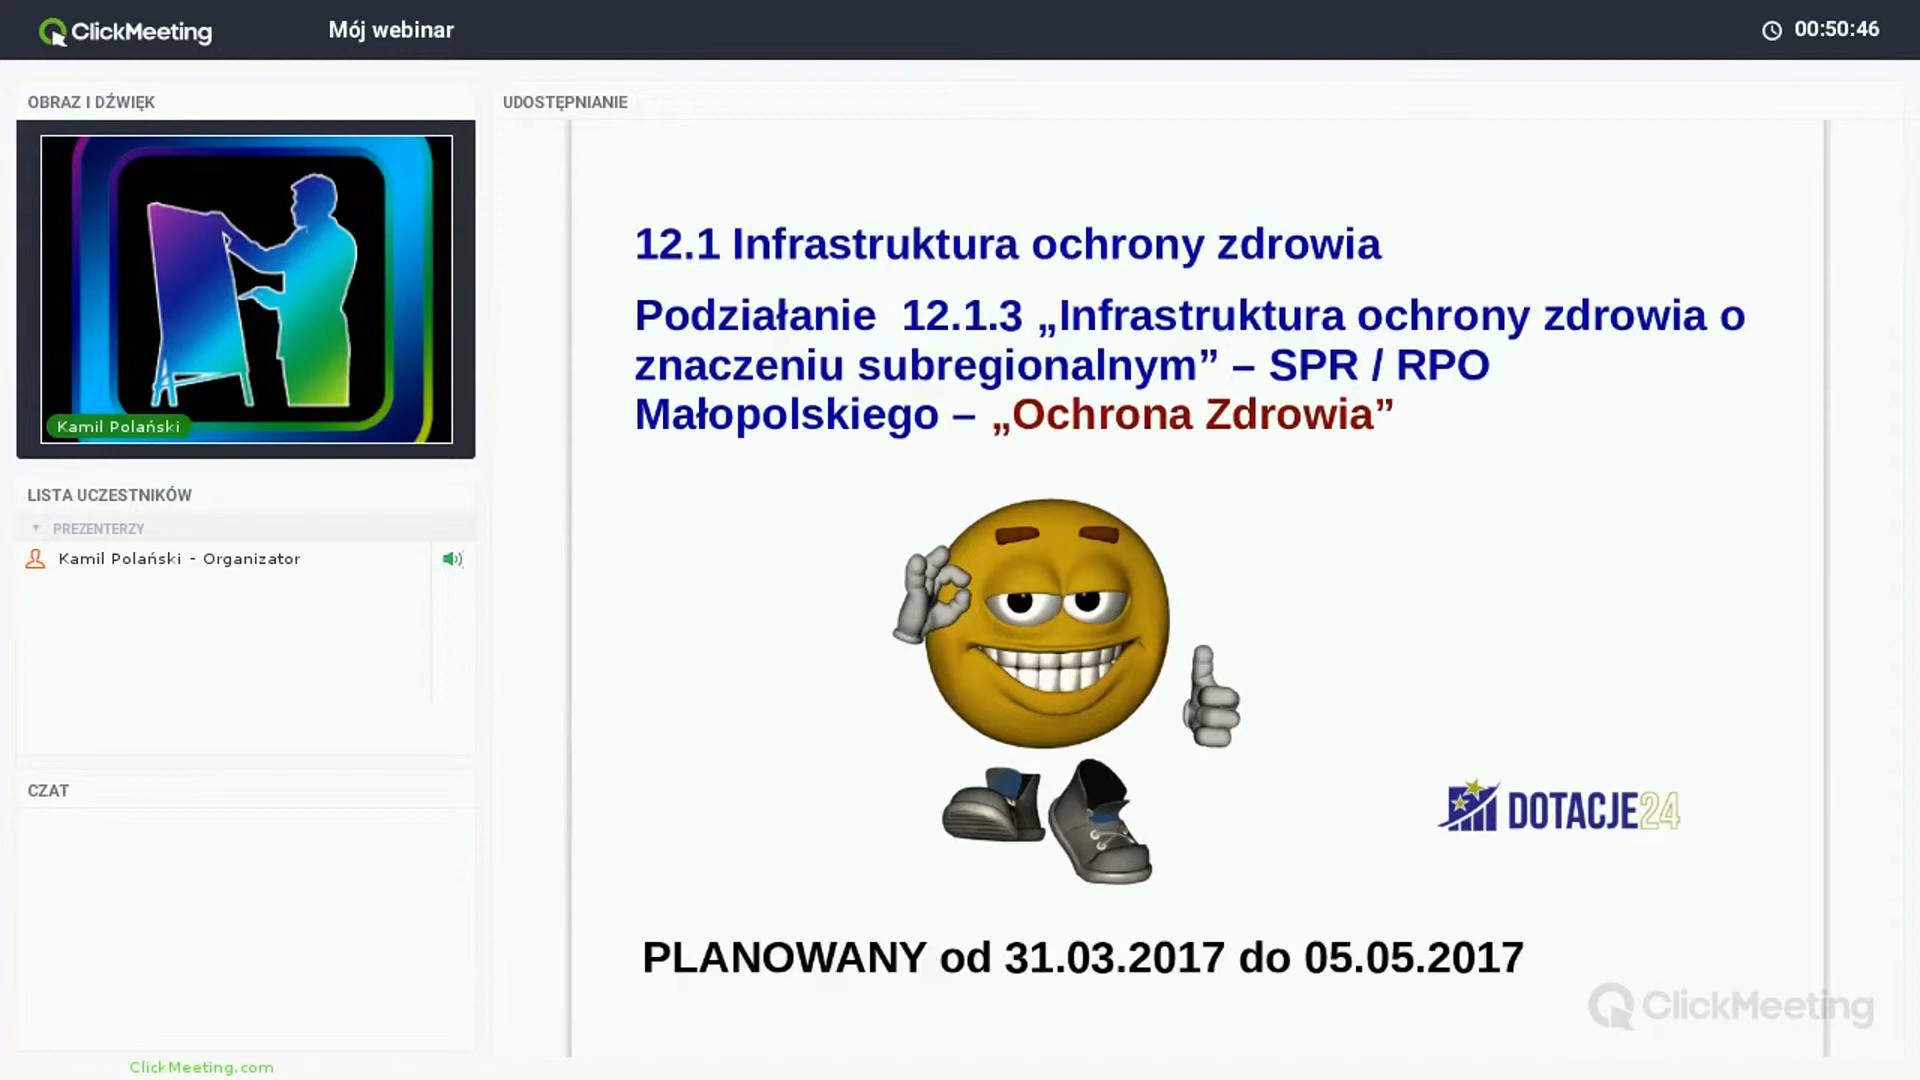 ClickMeeting
Mój webinar
00:50:46
OBRAZ I DŹWIĘK
Kamil Polański
LISTA UCZESTNIKÓW
PREZENTERZY
Kamil Polański - Organizator
CZAT
ClickMeeting.com
UDOSTĘPNIANIE
12.1 Infrastruktura ochrony zdrowia
Podziałanie 12.1.3 „Infrastruktura ochrony zdrowia o
znaczeniu subregionalnym” – SPR / RPO
Małopolskiego – „Ochrona Zdrowia”
DOTACJE24
PLANOWANY od 31.03.2017 do 05.05.2017
ClickMeeting